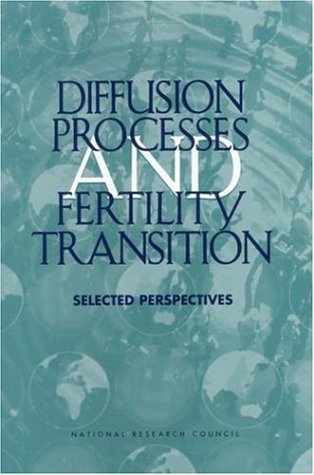 DIFFUSION
PROCESSES
AND
FERTILITY
TRANSITION
SELECTED PERSPECTIVES
NATIONAL RESEARCH COUNCIL